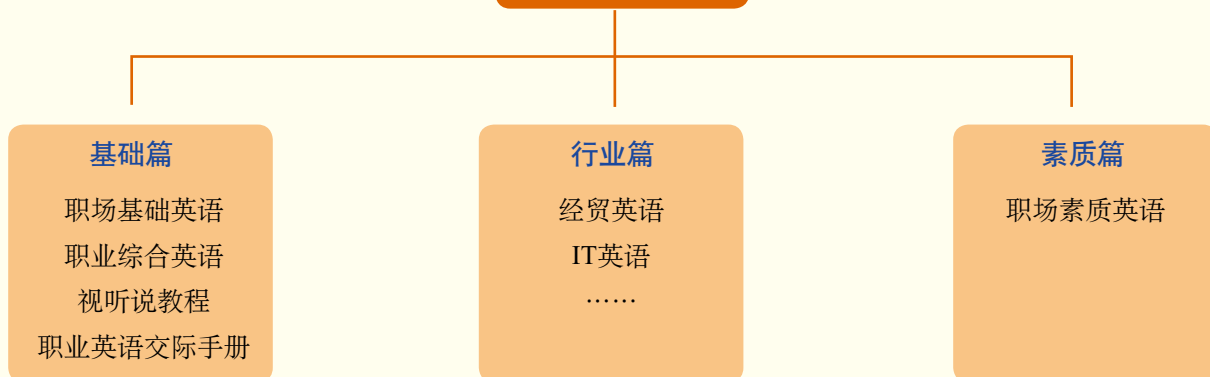 基础篇
职场基础英语
职业综合英语
视听说教程
职业英语交际手册
行业篇
经贸英语
IT英语
……
素质篇
职场素质英语